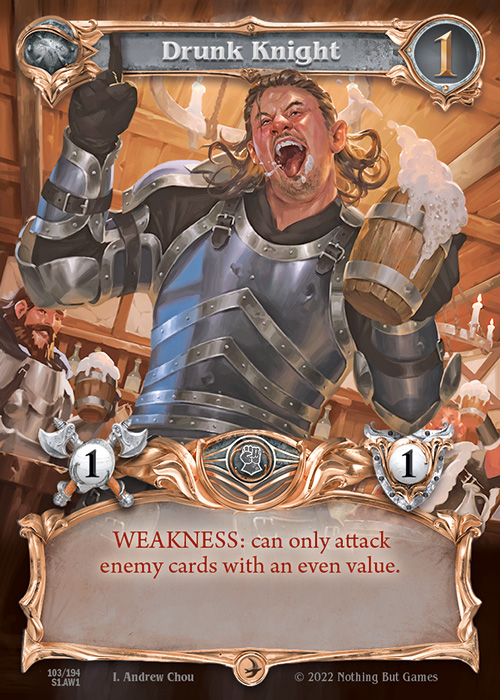 Drunk Knight
1
1
1
WEAKNESS: can only attack
enemy cards with an even value.
103/194
S1.AW1
I. Andrew Chou
© 2022 Nothing But Games